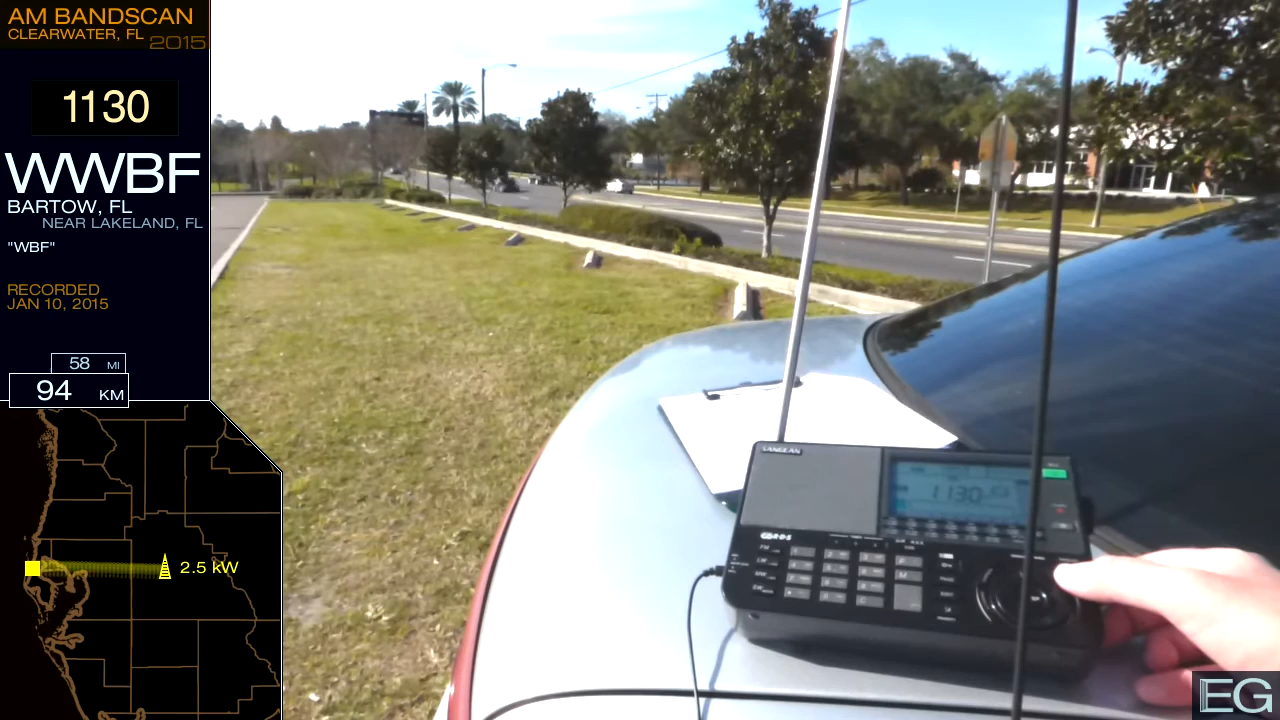 AM BANDSCAN
CLEARWATER, FL
2015
1130
WWBF
BARTOW, FL
NEAR LAKELAND, FL
"WBF"
RECORDED
JAN 10, 2015
58 MI
94 KM
2.5 kW
SANGEAN
1130
EG